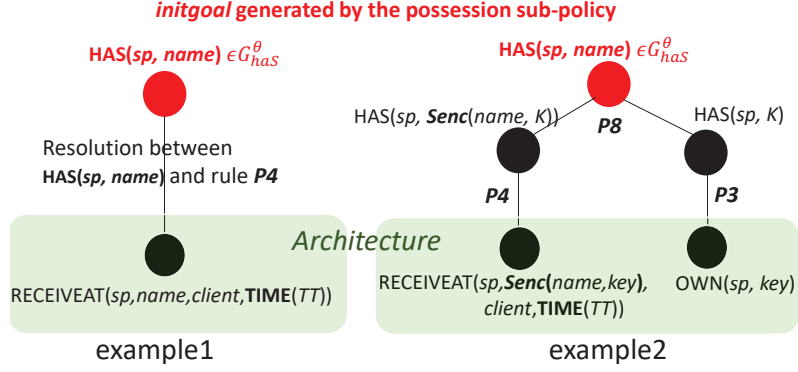 initgoal generated by the possession sub-policy
HAS(sp, name) ϵG^θ_haS
HAS(sp, name) ϵG^θ_haS
HAS(sp, Senc(name, K))
HAS(sp, K)
P8
Resolution between
HAS(sp, name) and rule P4
P4
P3
Architecture
RECEIVEAT(sp,name,client,TIME(TT))
RECEIVEAT(sp,Senc(name,key),
client,TIME(TT))
OWN(sp, key)
example1
example2